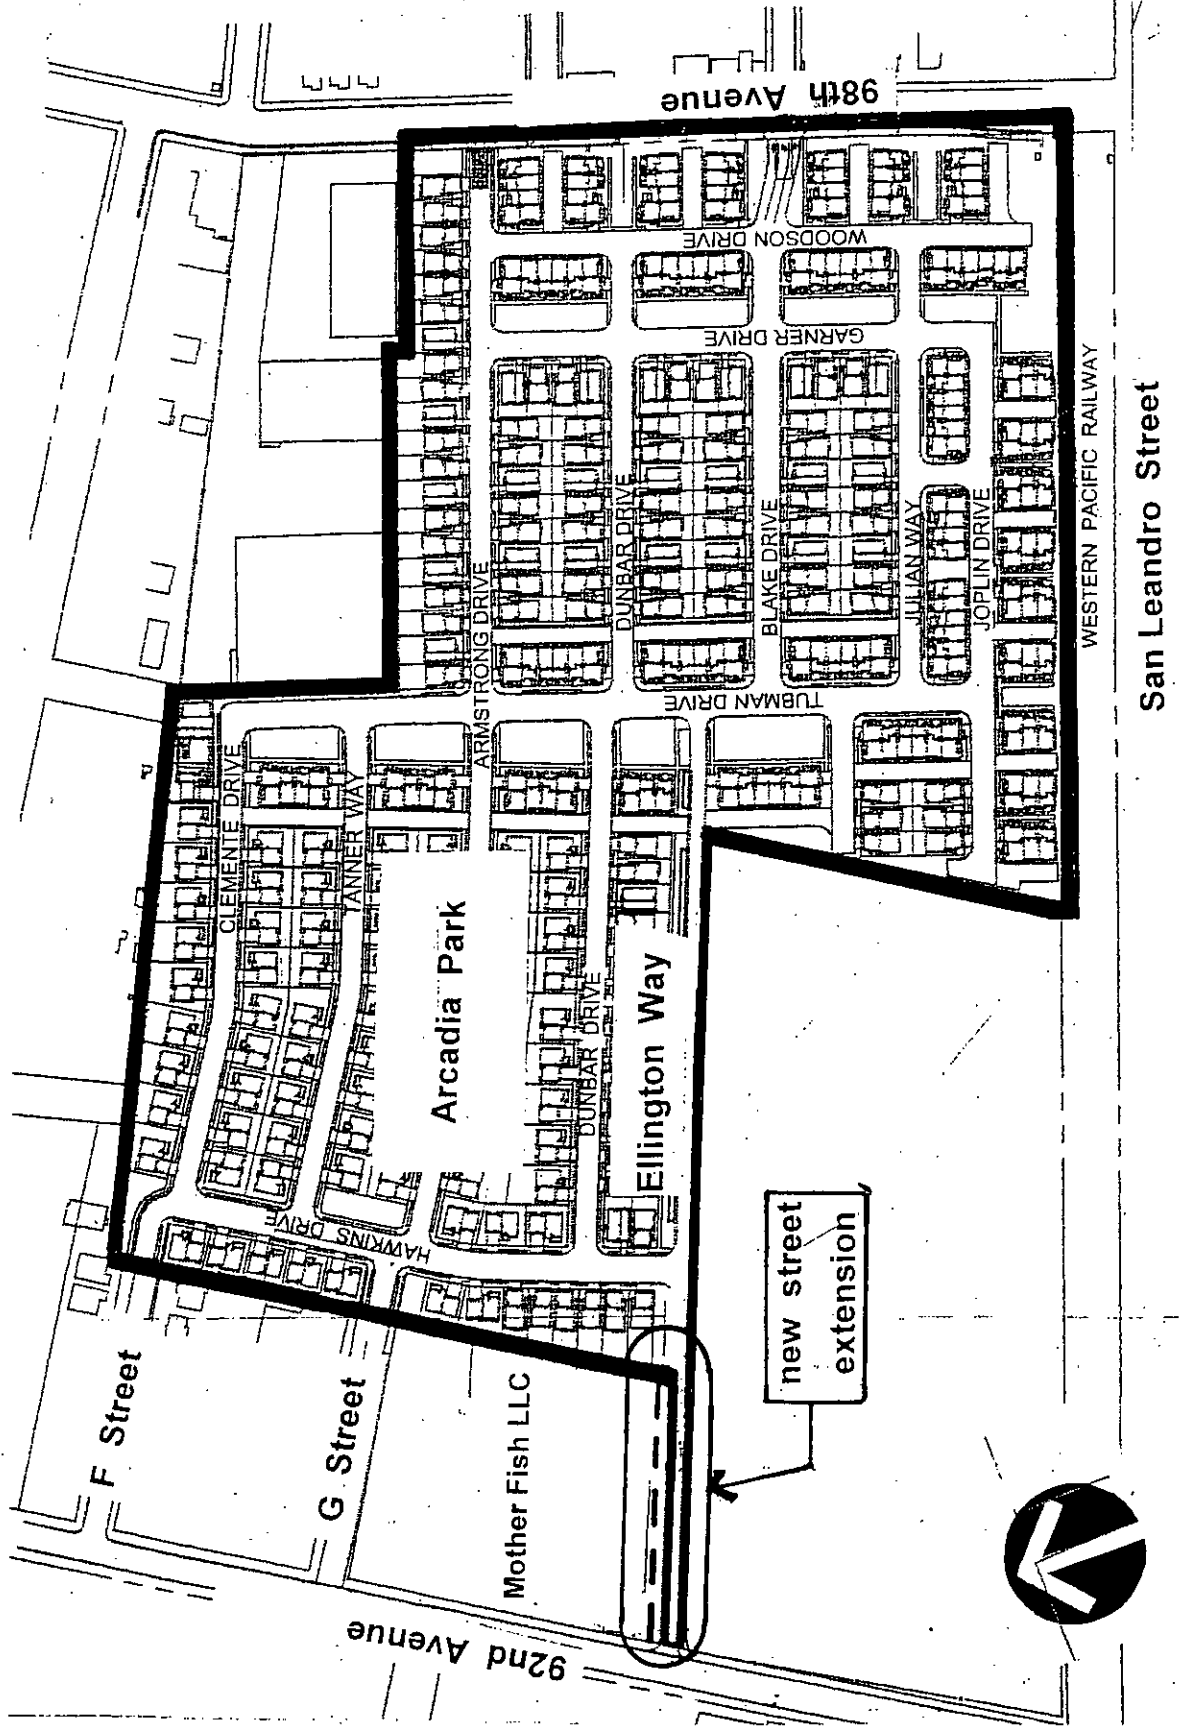 98th Avenue
WOODSON DRIVE
GARNER DRIVE
ARMSTRONG DRIVE
DUNBAR DRIVE
BLAKE DRIVE
JULIAN WAY
JOPLIN DRIVE
WESTERN PACIFIC RAILWAY
San Leandro Street
TUBMAN DRIVE
CLEMENTE DRIVE
TANNER WAY
Arcadia Park
DUNBAR DRIVE
Ellington Way
HAWKINS DRIVE
new street
extension
F Street
G Street
Mother Fish LLC
92nd Avenue